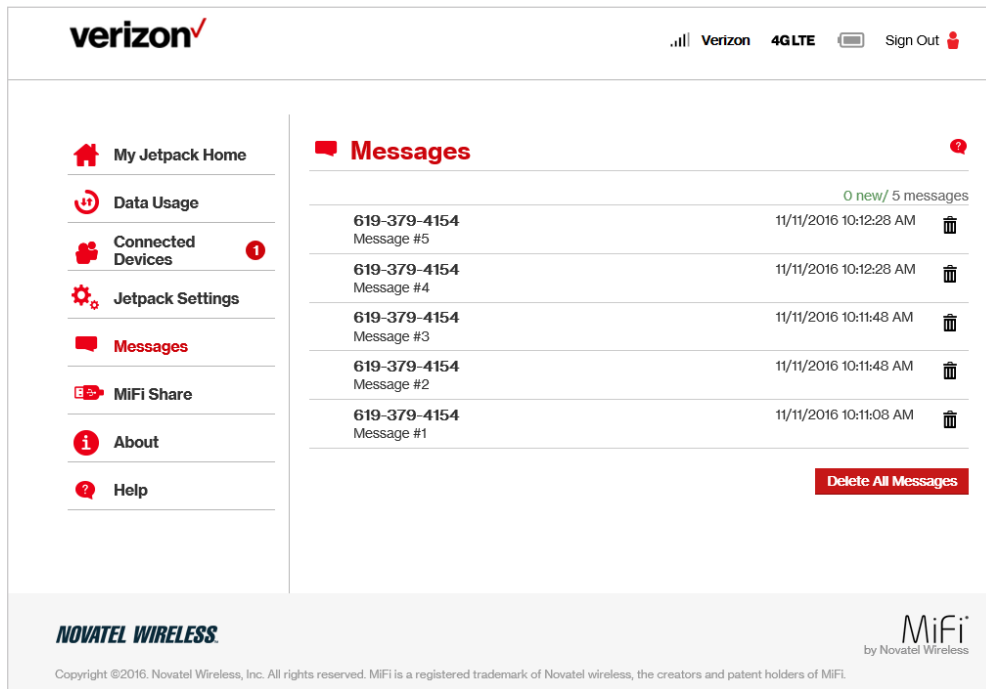 verizon
Verizon 4G LTE Sign Out
My Jetpack Home
Data Usage
Connected
Devices
1
Jetpack Settings
Messages
MiFi Share
About
Help
Messages
0 new/ 5 messages
619-379-4154 11/11/2016 10:12:28 AM
Message #5
619-379-4154 11/11/2016 10:12:28 AM
Message #4
619-379-4154 11/11/2016 10:11:48 AM
Message #3
619-379-4154 11/11/2016 10:11:48 AM
Message #2
619-379-4154 11/11/2016 10:11:08 AM
Message #1
Delete All Messages
NOVATEL WIRELESS.
MiFi
by Novatel Wireless
Copyright ©2016. Novatel Wireless, Inc. All rights reserved. MiFi is a registered trademark of Novatel wireless, the creators and patent holders of MiFi.